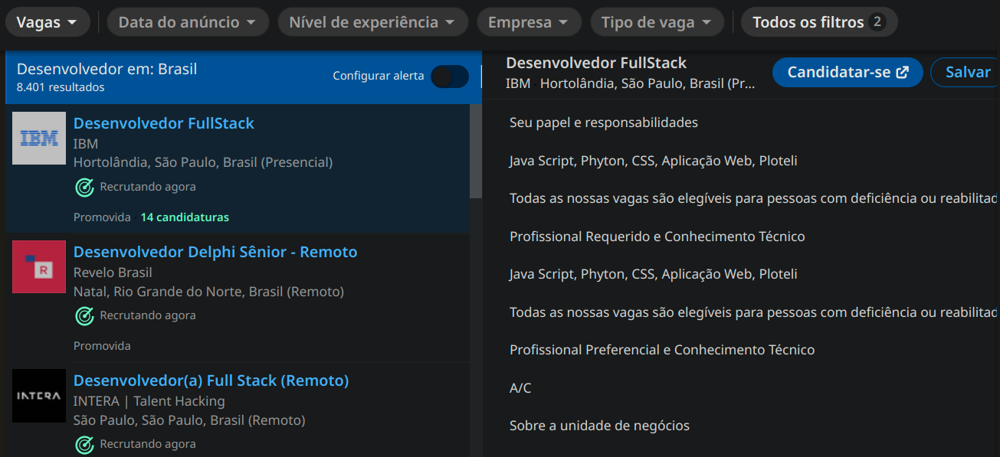 Vagas
Data do anúncio
Nível de experiência
Empresa
Tipo de vaga
Todos os filtros 2
Desenvolvedor em: Brasil
8.401 resultados
Configurar alerta
IBM
Desenvolvedor FullStack
IBM
Hortolândia, São Paulo, Brasil (Presencial)
Recrutando agora
Promovida · 14 candidaturas
R
Desenvolvedor Delphi Sênior - Remoto
Revelo Brasil
Natal, Rio Grande do Norte, Brasil (Remoto)
Recrutando agora
Promovida
INTERA
Desenvolvedor(a) Full Stack (Remoto)
INTERA | Talent Hacking
São Paulo, São Paulo, Brasil (Remoto)
Recrutando agora
Desenvolvedor FullStack
IBM Hortolândia, São Paulo, Brasil (Pr...
Candidatar-se
Salvar
Seu papel e responsabilidades
Java Script, Phyton, CSS, Aplicação Web, Ploteli
Todas as nossas vagas são elegíveis para pessoas com deficiência ou reabilitad
Profissional Requerido e Conhecimento Técnico
Java Script, Phyton, CSS, Aplicação Web, Ploteli
Todas as nossas vagas são elegíveis para pessoas com deficiência ou reabilitad
Profissional Preferencial e Conhecimento Técnico
A/C
Sobre a unidade de negócios